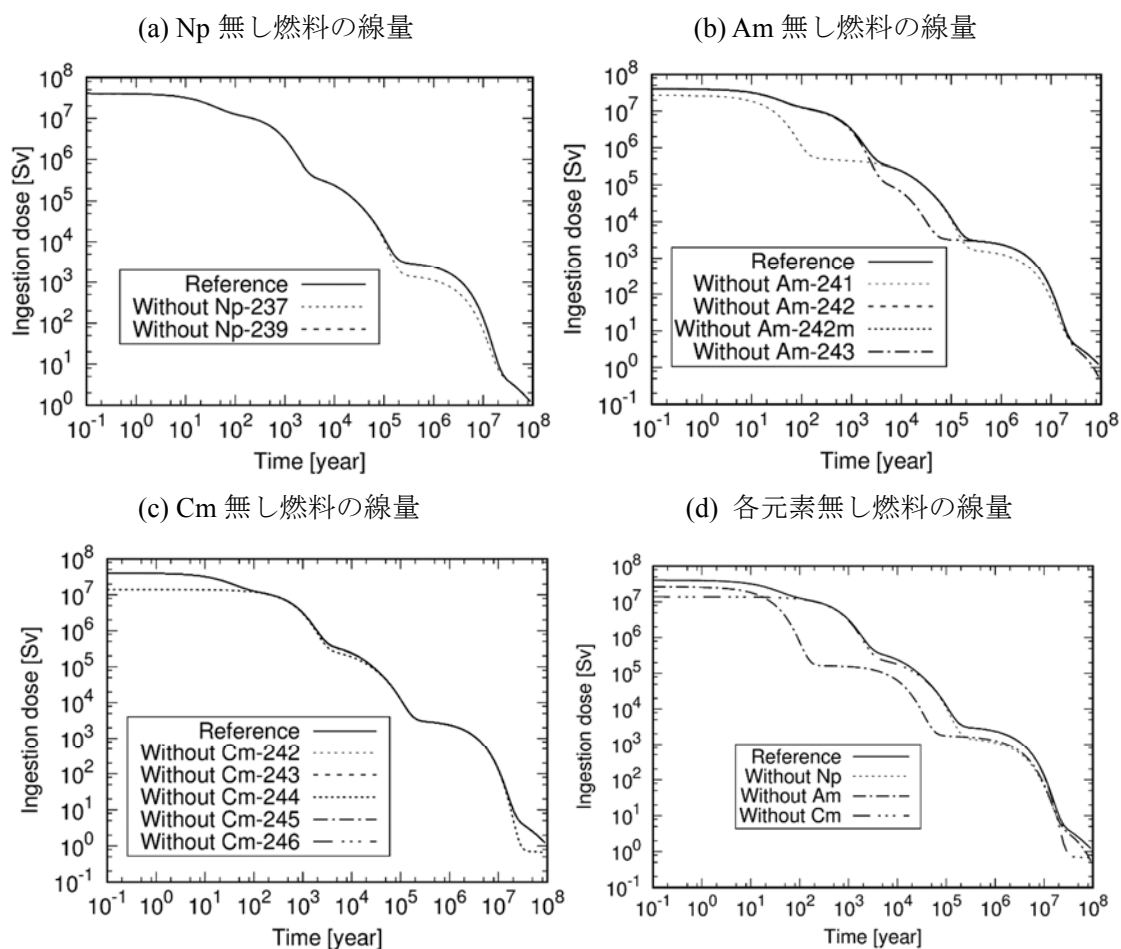 (a) Np 無し燃料の線量
10^8
10^7
10^6
10^5
10^4
10^3
10^2
10^1
10^0
Ingestion dose [Sv]
Reference
Without Np-237
Without Np-239
10^-1 10^0 10^1 10^2 10^3 10^4 10^5 10^6 10^7 10^8
Time [year]
(b) Am 無し燃料の線量
10^8
10^7
10^6
10^5
10^4
10^3
10^2
10^1
10^0
10^-1
Ingestion dose [Sv]
Reference
Without Am-241
Without Am-242
Without Am-242m
Without Am-243
10^-1 10^0 10^1 10^2 10^3 10^4 10^5 10^6 10^7 10^8
Time [year]
(c) Cm 無し燃料の線量
10^8
10^7
10^6
10^5
10^4
10^3
10^2
10^1
10^0
10^-1
Ingestion dose [Sv]
Reference
Without Cm-242
Without Cm-243
Without Cm-244
Without Cm-245
Without Cm-246
10^-1 10^0 10^1 10^2 10^3 10^4 10^5 10^6 10^7 10^8
Time [year]
(d) 各元素無し燃料の線量
10^8
10^7
10^6
10^5
10^4
10^3
10^2
10^1
10^0
10^-1
Ingestion dose [Sv]
Reference
Without Np
Without Am
Without Cm
10^-1 10^0 10^1 10^2 10^3 10^4 10^5 10^6 10^7 10^8
Time [year]